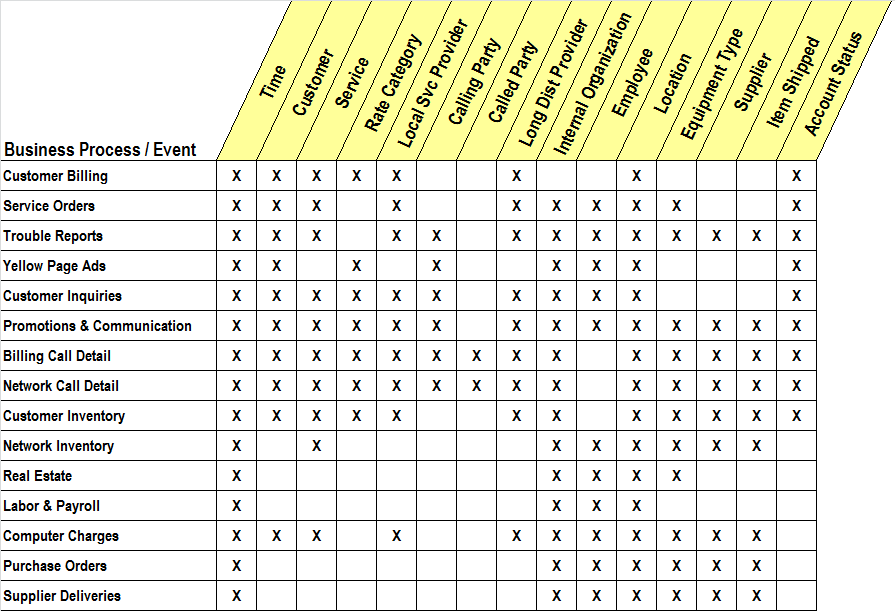 Time
Customer
Service
Rate Category
Local Svc Provider
Calling Party
Called Party
Long Dist Provider
Internal Organization
Employee
Location
Equipment Type
Supplier
Item Shipped
Account Status
Business Process / Event
Customer Billing X X X X X X X X
Service Orders X X X X X X X X X X
Trouble Reports X X X X X X X X X X X X X
Yellow Page Ads X X X X X X X X
Customer Inquiries X X X X X X X X X X X
Promotions & Communication X X X X X X X X X X X X X X
Billing Call Detail X X X X X X X X X X X X X X
Network Call Detail X X X X X X X X X X X X X X
Customer Inventory X X X X X X X X X X X X
Network Inventory X X X X X X X X
Real Estate X X X X X
Labor & Payroll X X X X
Computer Charges X X X X X X X X X X X
Purchase Orders X X X X X X X
Supplier Deliveries X X X X X X X